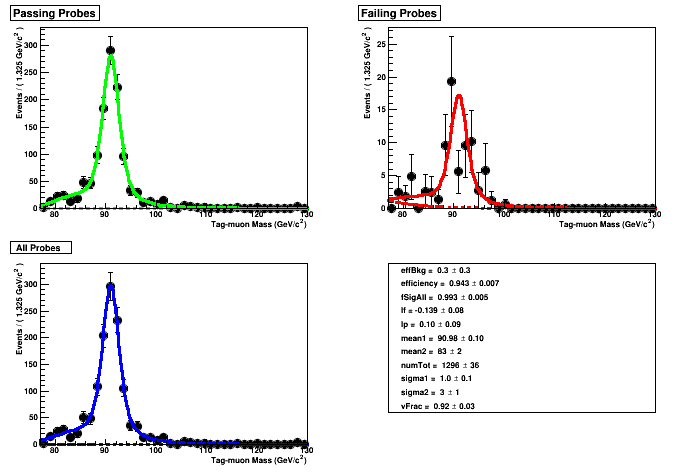 Passing Probes
Events / ( 1.325 GeV/c² )
300
250
200
150
100
50
0
80 90 100 110 120 130
Tag-muon Mass (GeV/c²)
Failing Probes
Events / ( 1.325 GeV/c² )
25
20
15
10
5
0
80 90 100 110 120 130
Tag-muon Mass (GeV/c²)
All Probes
Events / ( 1.325 GeV/c² )
300
250
200
150
100
50
0
80 90 100 110 120 130
Tag-muon Mass (GeV/c²)
effBkg = 0.3 ± 0.3
efficiency = 0.943 ± 0.007
fSigAll = 0.993 ± 0.005
lf = -0.139 ± 0.08
lp = 0.10 ± 0.09
mean1 = 90.98 ± 0.10
mean2 = 83 ± 2
numTot = 1296 ± 36
sigma1 = 1.0 ± 0.1
sigma2 = 3 ± 1
vFrac = 0.92 ± 0.03